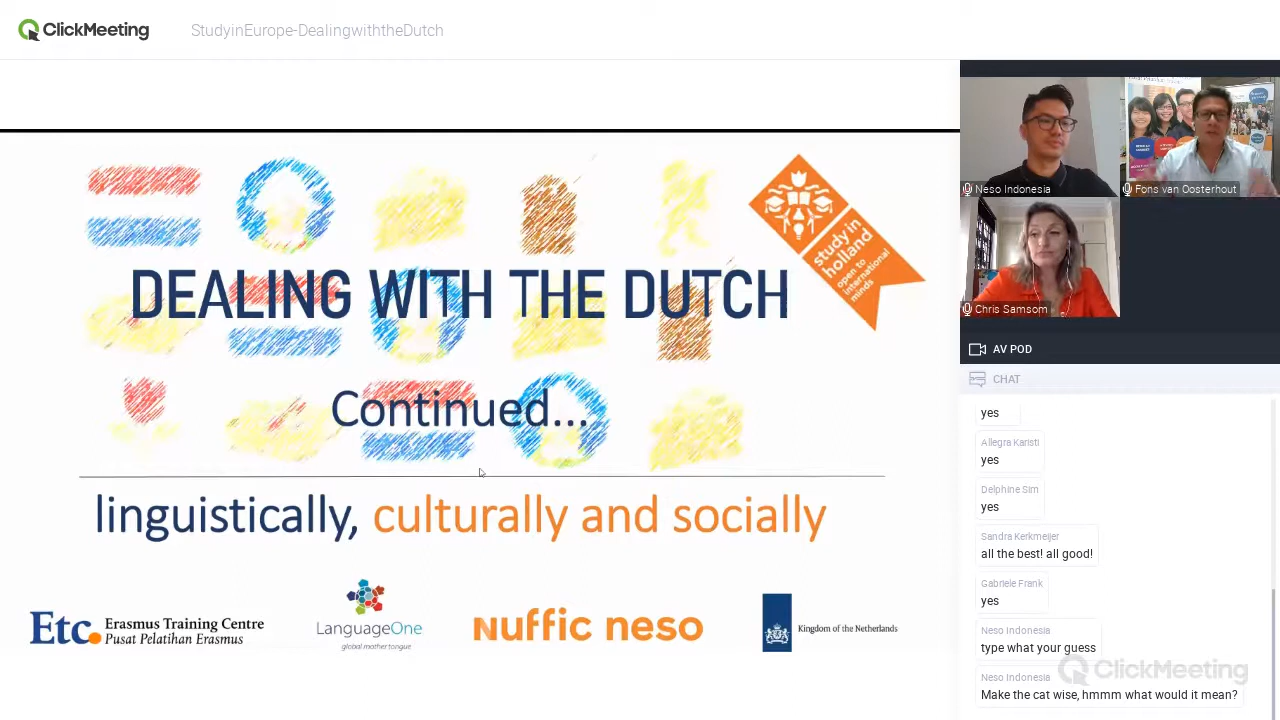 ClickMeeting
StudyinEurope-DealingwiththeDutch
DEALING WITH THE DUTCH
study in
holland
open to
international
minds
Continued...
linguistically, culturally and socially
Etc. Erasmus Training Centre
Pusat Pelatihan Erasmus
LanguageOne
global mother tongue
Nuffic neso
Kingdom of the Netherlands
Neso Indonesia
Fons van Oosterhout
Chris Samsom
AV POD
CHAT
yes
Allegra Karisti
yes
Delphine Sim
yes
Sandra Kerkmeijer
all the best! all good!
Gabriele Frank
yes
Neso Indonesia
type what your guess
Neso Indonesia
Make the cat wise, hmmm what would it mean?
ClickMeeting